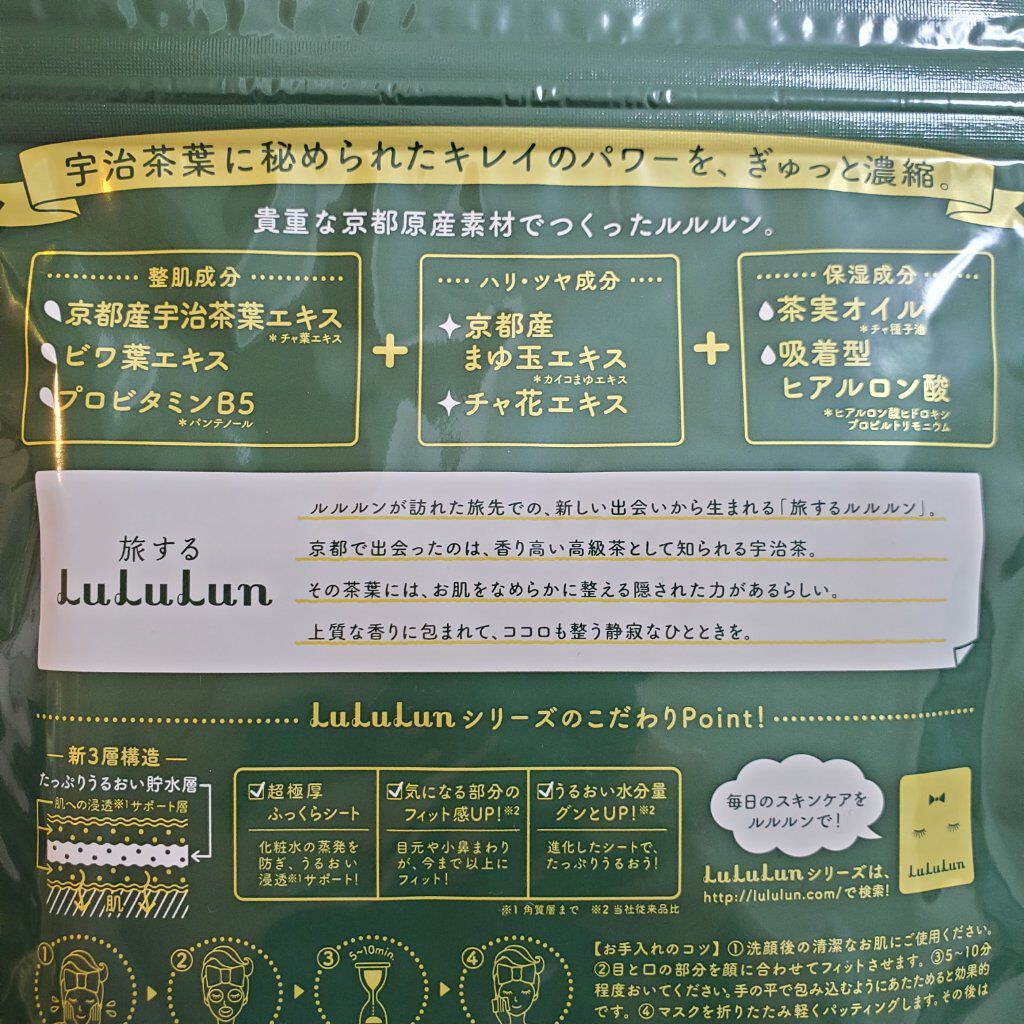 宇治茶葉に秘められたキレイのパワーを、ぎゅっと濃縮。
貴重な京都原産素材でつくったルルルン。
整肌成分
京都産宇治茶葉エキス
*チャ葉エキス
ビワ葉エキス
プロビタミンB5
*パンテノール
+
ハリ・ツヤ成分
京都産
まゆ玉エキス
*カイコまゆエキス
チャ花エキス
+
保湿成分
茶実オイル
*チャ種子油
吸着型
ヒアルロン酸
*ヒアルロン酸ヒドロキシ
プロピルトリモニウム
旅する
LuLuLun
ルルルンが訪れた旅先での、新しい出会いから生まれる「旅するルルルン」。
京都で出会ったのは、香り高い高級茶として知られる宇治茶。
その茶葉には、お肌をなめらかに整える隠された力があるらしい。
上質な香りに包まれて、ココロも整う静寂なひとときを。
LuLuLunシリーズのこだわりPoint!
新3層構造
たっぷりうるおい貯水層
肌への浸透※1サポート層
肌
超極厚
ふっくらシート
化粧水の蒸発を
防ぎ、うるおい
浸透※1サポート!
気になる部分の
フィット感UP!※2
目元や小鼻まわり
が、今まで以上に
フィット!
うるおい水分量
グンとUP!※2
進化したシートで、
たっぷりうるおう!
※1 角質層まで ※2 当社従来品比
毎日のスキンケアを
ルルルンで!
LuLuLunシリーズは、
http://lululun.com/で検索!
LuLuLun
①
②
③
5~10min.
④
【お手入れのコツ】①洗顔後の清潔なお肌にご使用ください。
②目と口の部分を顔に合わせてフィットさせます。③5~10分
程度おいてください。手の平で包み込むようにあたためると効果的
です。④マスクを折りたたみ軽くパッティングします。その後は